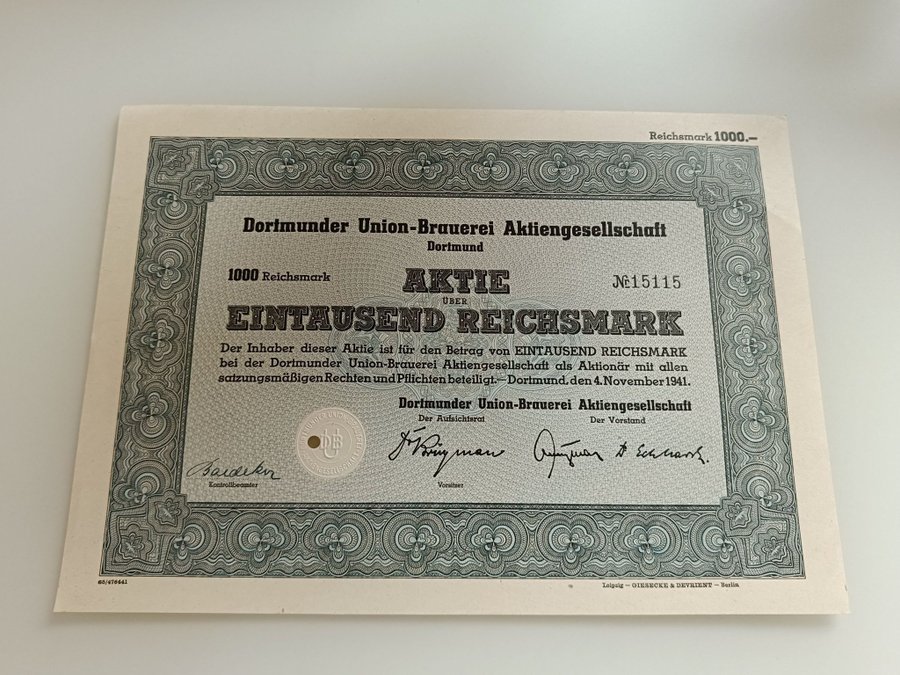 Reichsmark 1000.—
Dortmunder Union-Brauerei Aktiengesellschaft
Dortmund
1000 Reichsmark
AKTIE
№ 15115
ÜBER
EINTAUSEND REICHSMARK
Der Inhaber dieser Aktie ist für den Betrag von EINTAUSEND REICHSMARK
bei der Dortmunder Union-Brauerei Aktiengesellschaft als Aktionär mit allen
satzungsmäßigen Rechten und Pflichten beteiligt.— Dortmund, den 4. November 1941.
Dortmunder Union-Brauerei Aktiengesellschaft
Der Aufsichtsrat
Der Vorstand
Baedeker
Kontrollbeamter
Vorsitzer
65/476441
Leipzig — GIESECKE & DEVRIENT — Berlin